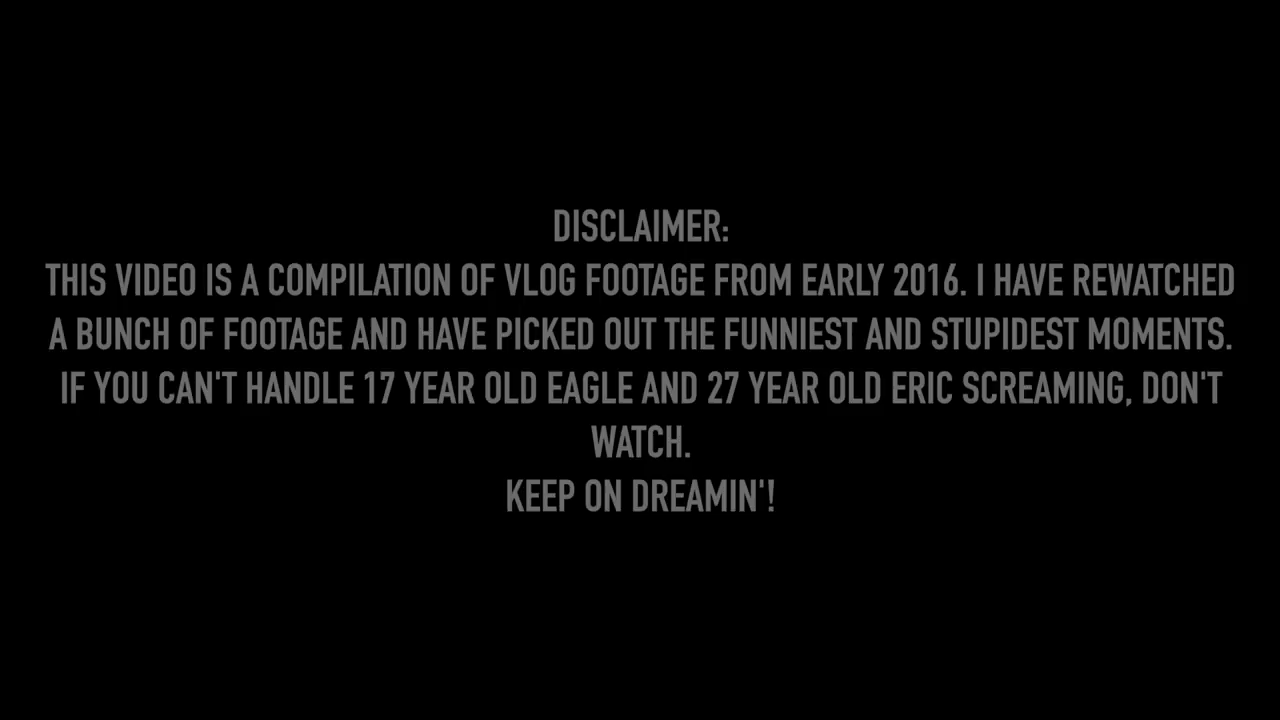 DISCLAIMER:
THIS VIDEO IS A COMPILATION OF VLOG FOOTAGE FROM EARLY 2016. I HAVE REWATCHED
A BUNCH OF FOOTAGE AND HAVE PICKED OUT THE FUNNIEST AND STUPIDEST MOMENTS.
IF YOU CAN'T HANDLE 17 YEAR OLD EAGLE AND 27 YEAR OLD ERIC SCREAMING, DON'T
WATCH.
KEEP ON DREAMIN'!